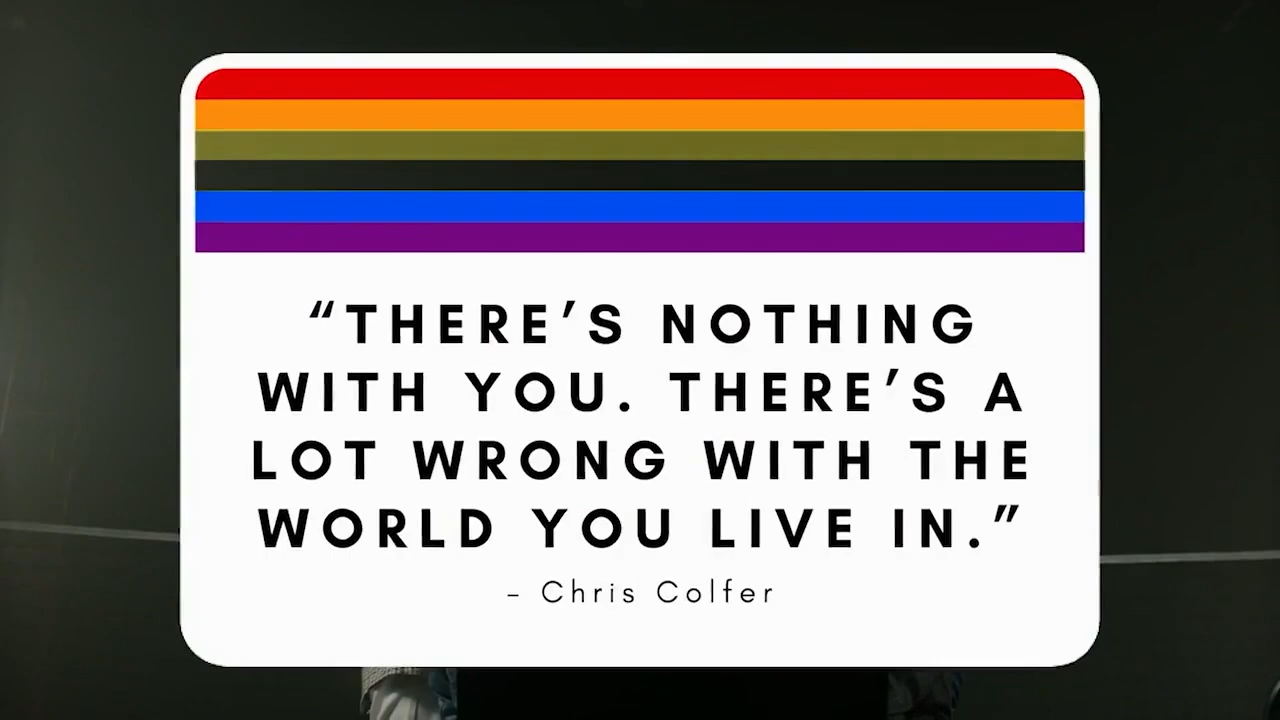 “THERE’S NOTHING
WITH YOU. THERE’S A
LOT WRONG WITH THE
WORLD YOU LIVE IN.”
– Chris Colfer